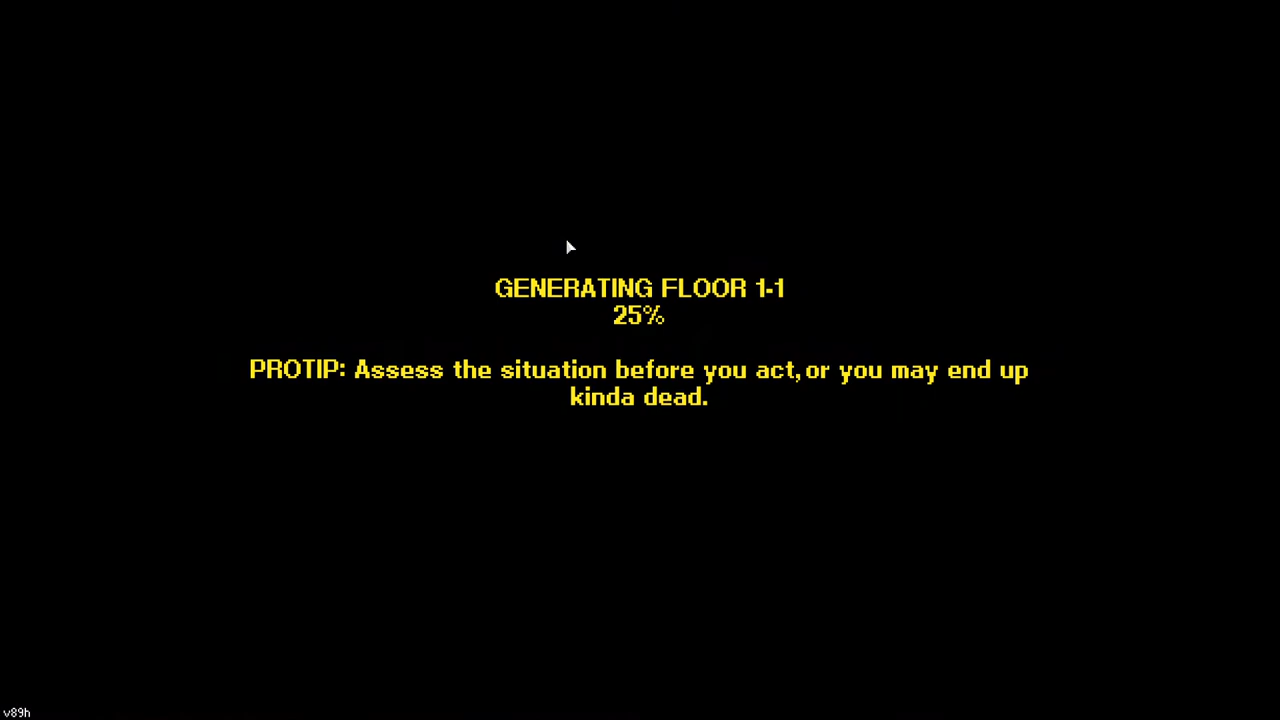 GENERATING FLOOR 1-1
25%
PROTIP: Assess the situation before you act, or you may end up
kinda dead.
v89h